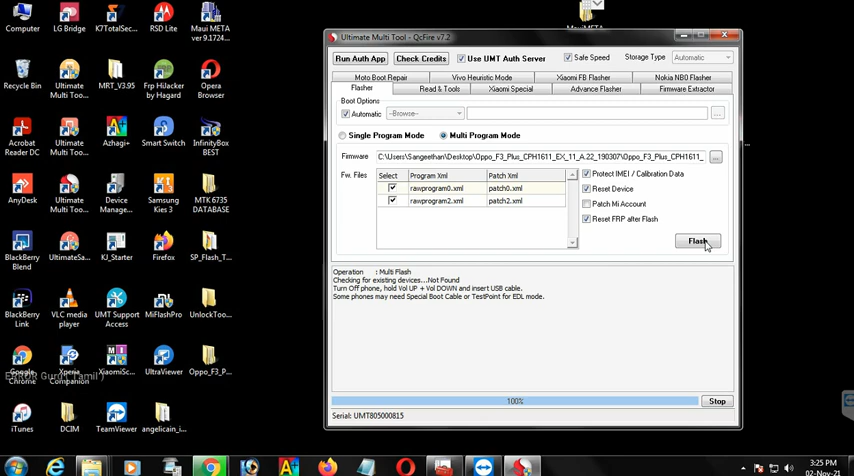 Computer
LG Bridge
K7TotalSec...
RSD Lite
Maui META ver 9.1724...
MauiMETA
Recycle Bin
Ultimate Multi Tool...
MRT_V3.95
Frp HiJacker by Hagard
Opera Browser
Acrobat Reader DC
Ultimate Multi Tool...
Azhagi+
Smart Switch
InfinityBox BEST
AnyDesk
Ultimate Multi Tool...
Device Manage...
Samsung Kies 3
MTK 6735 DATABASE
BlackBerry Blend
UltimateSa...
KJ_Starter
Firefox
SP_Flash_T...
BlackBerry Link
VLC media player
UMT Support Access
MiFlashPro
UnlockToo...
Google Chrome
Xperia Companion
XiaomiSc...
UltraViewer
Oppo_F3_P...
ERROR Guru ( Tamil )
iTunes
DCIM
TeamViewer
angelicain_i...
Ultimate Multi Tool - QcFire v7.2
Run Auth App
Check Credits
Use UMT Auth Server
Safe Speed
Storage Type
Automatic
Moto Boot Repair
Vivo Heuristic Mode
Xiaomi FB Flasher
Nokia NB0 Flasher
Flasher
Read & Tools
Xiaomi Special
Advance Flasher
Firmware Extractor
Boot Options
Automatic
--Browse--
...
Single Program Mode
Multi Program Mode
Firmware
C:\Users\Sangeethan\Desktop\Oppo_F3_Plus_CPH1611_EX_11_A.22_190307\Oppo_F3_Plus_CPH1611_
...
Fw. Files
Select
Program Xml
Patch Xml
rawprogram0.xml
patch0.xml
rawprogram2.xml
patch2.xml
Protect IMEI / Calibration Data
Reset Device
Patch Mi Account
Reset FRP after Flash
Flash
Operation : Multi Flash
Checking for existing devices...Not Found
Turn Off phone, hold Vol UP + Vol DOWN and insert USB cable.
Some phones may need Special Boot Cable or TestPoint for EDL mode.
100%
Stop
Serial: UMT805000815
3:25 PM
02-Nov-21